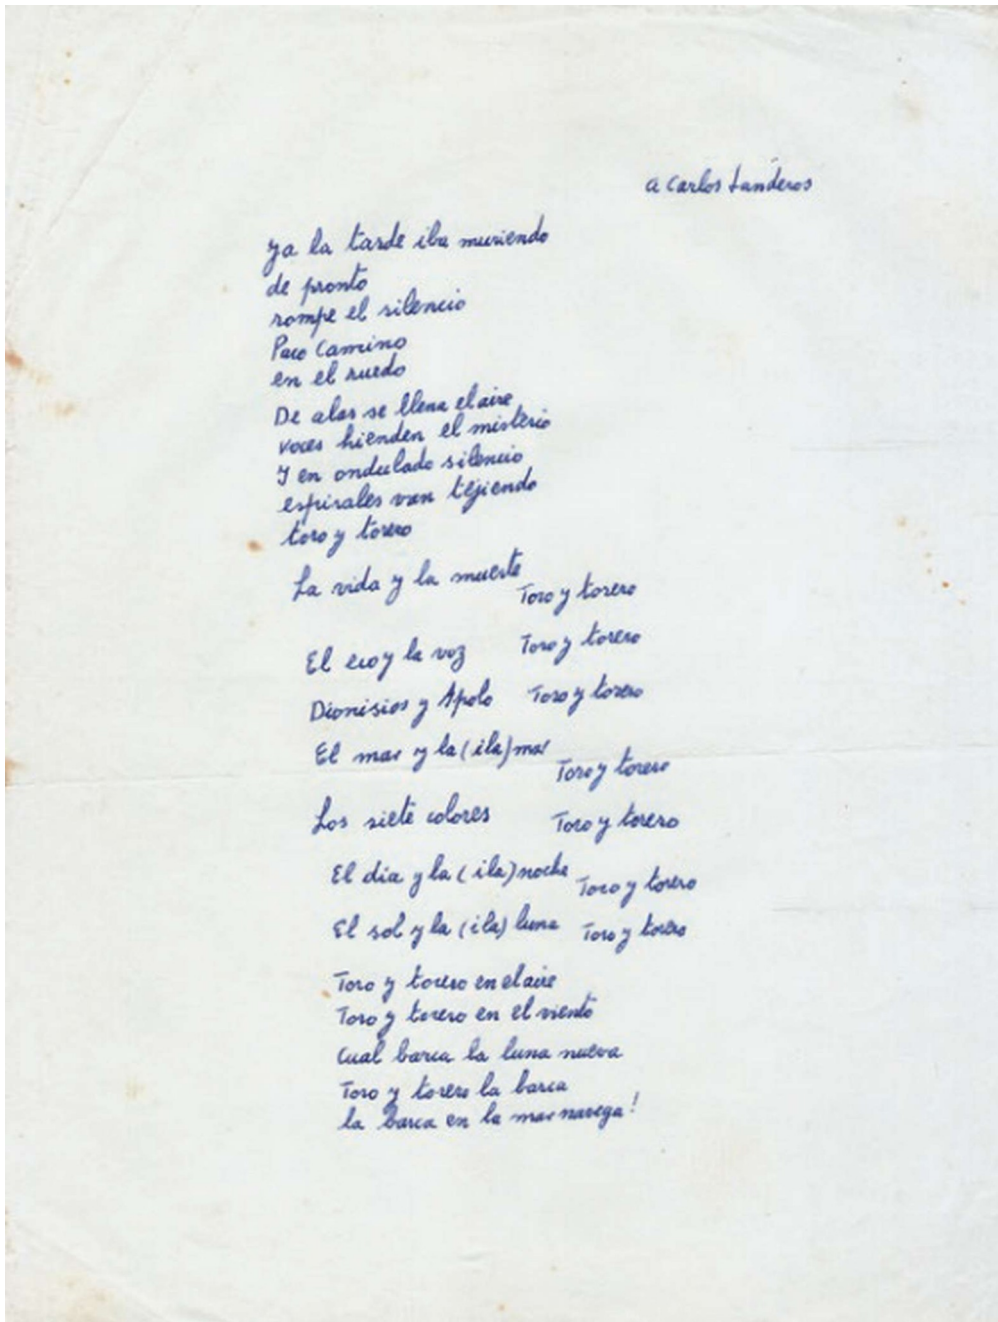 a Carlos Landeros
Ya la tarde iba muriendo
de pronto
rompe el silencio
Paco Camino
en el ruedo
De alas se llena el aire
voces hienden el misterio
Y en ondulado silencio
espirales van tejiendo
toro y torero
La vida y la muerte Toro y torero
El eco y la voz Toro y torero
Dionisios y Apolo Toro y torero
El mar y la (ila) mar Toro y torero
Los siete colores Toro y torero
El dia y la (ila) noche Toro y torero
El sol y la (ila) luna Toro y torero
Toro y torero en el aire
Toro y torero en el viento
Cual barca la luna nueva
Toro y torero la barca
la barca en la mar navega!